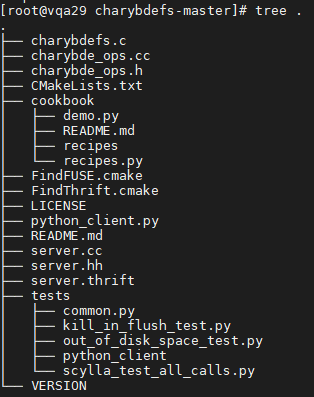 [root@vqa29 charybdefs-master]# tree .
.
├── charybdefs.c
├── charybde_ops.cc
├── charybde_ops.h
├── CMakeLists.txt
├── cookbook
│   ├── demo.py
│   ├── README.md
│   ├── recipes
│   └── recipes.py
├── FindFUSE.cmake
├── FindThrift.cmake
├── LICENSE
├── python_client.py
├── README.md
├── server.cc
├── server.hh
├── server.thrift
├── tests
│   ├── common.py
│   ├── kill_in_flush_test.py
│   ├── out_of_disk_space_test.py
│   ├── python_client
│   └── scylla_test_all_calls.py
└── VERSION